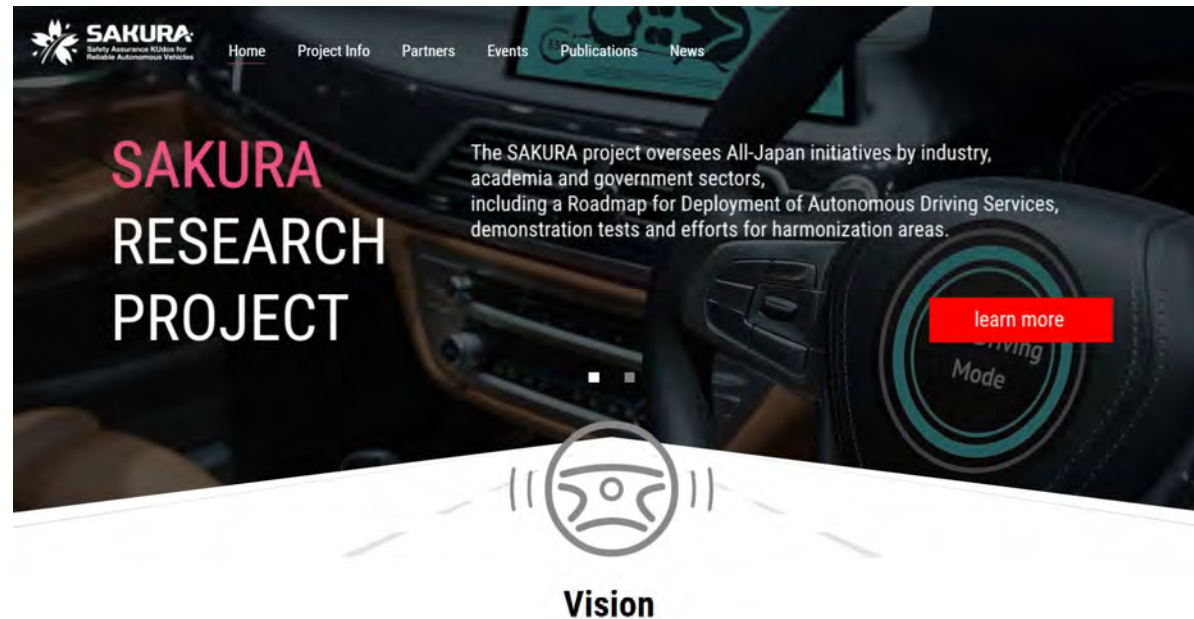 SAKURA
Safety Assurance KUdos for
Reliable Autonomous Vehicles
Home Project Info Partners Events Publications News
SAKURA
RESEARCH
PROJECT
The SAKURA project oversees All-Japan initiatives by industry,
academia and government sectors,
including a Roadmap for Deployment of Autonomous Driving Services,
demonstration tests and efforts for harmonization areas.
learn more
Mode
Vision